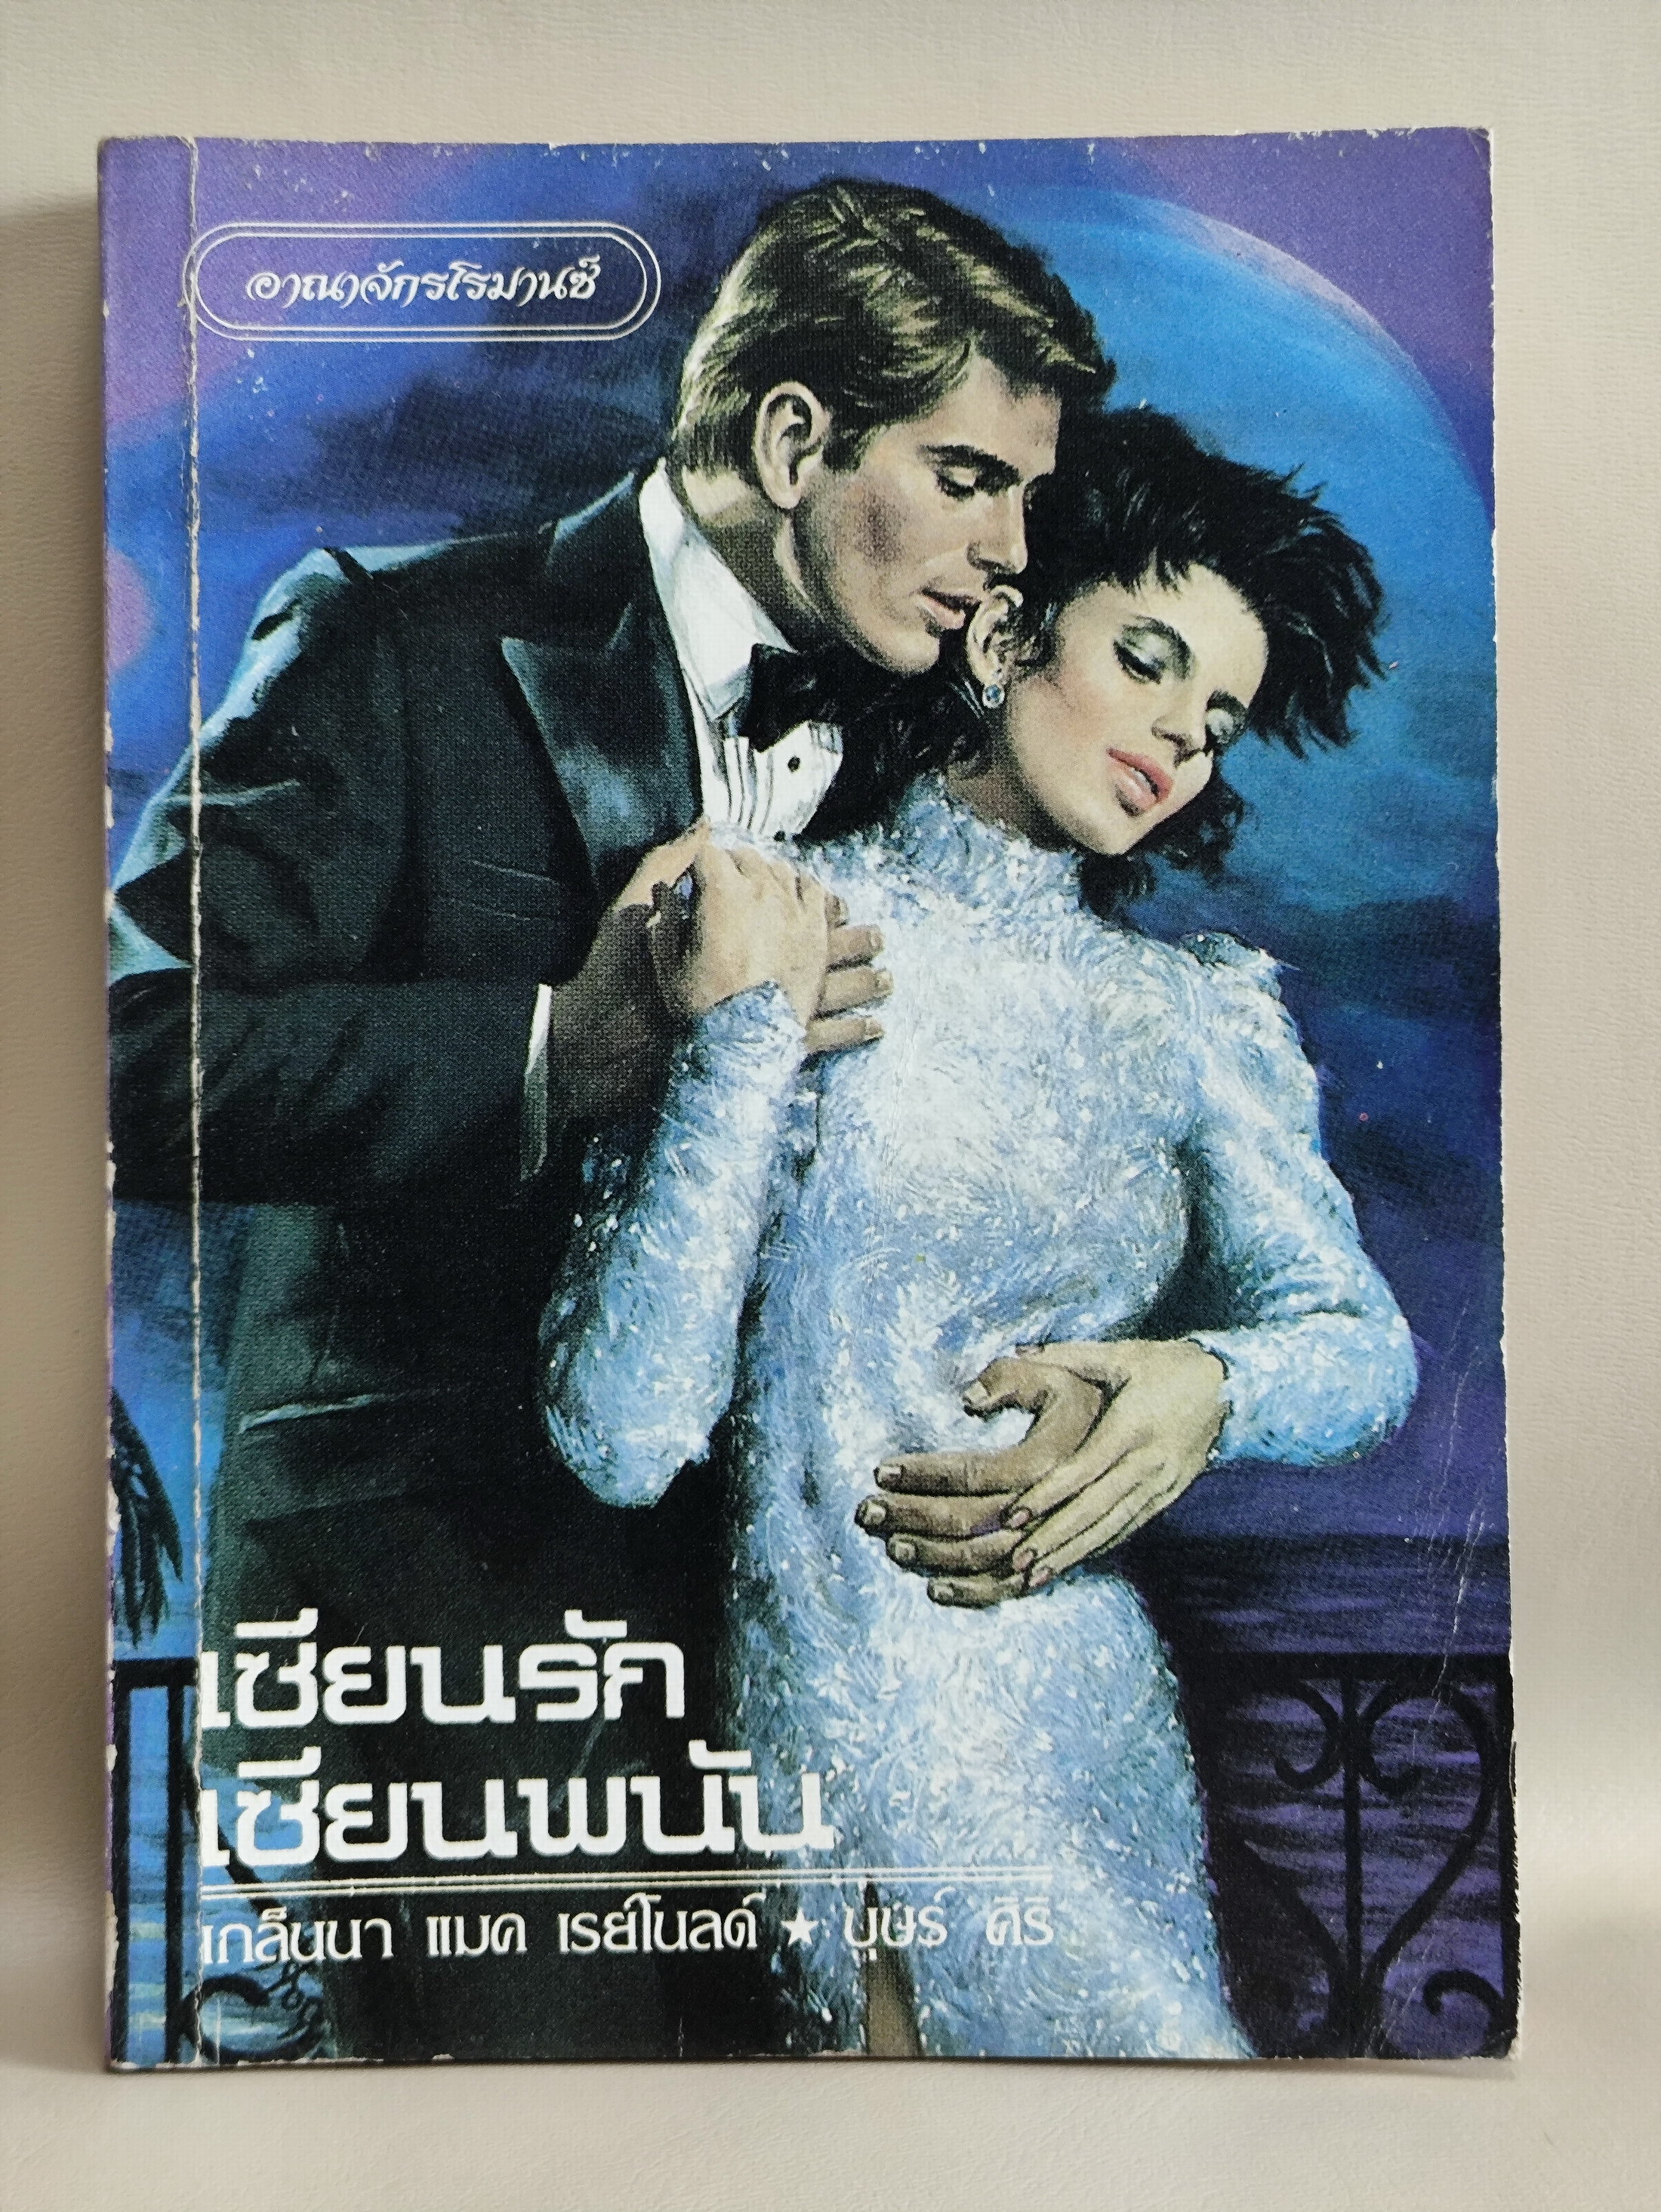 อาณาจักรโรมานซ์
เซียนรัก
เซียนพนัน
เกล็นนา แมค เรย์โนลด์ ★ บุษร์ ศิริ